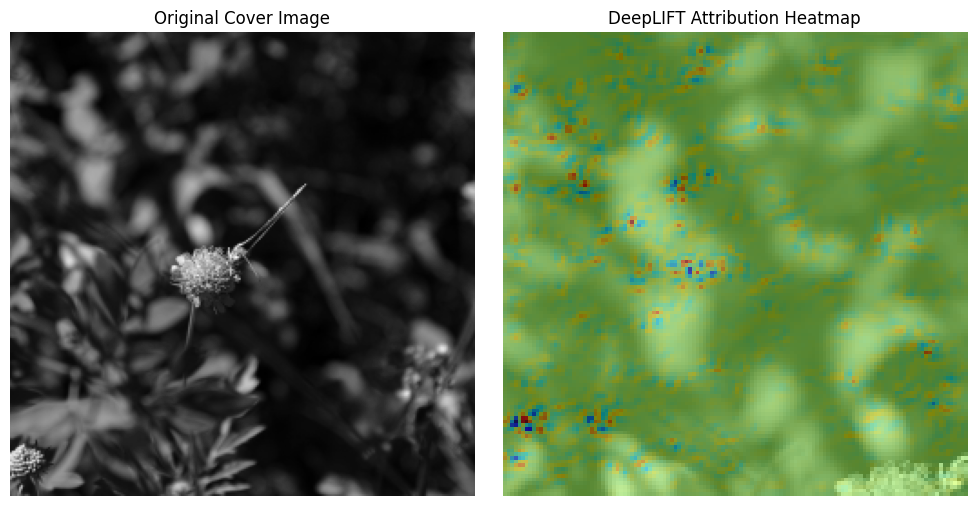 Original Cover Image
DeepLIFT Attribution Heatmap